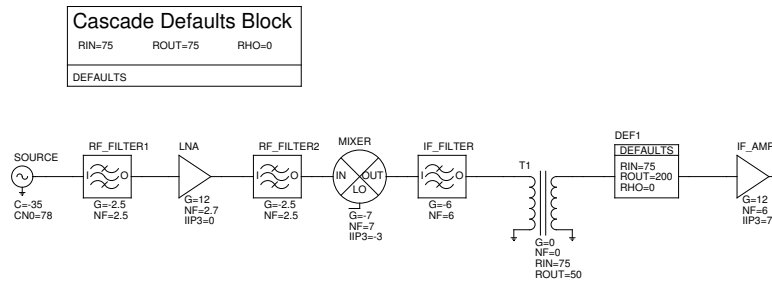 Cascade Defaults Block
RIN=75 ROUT=75 RHO=0
DEFAULTS
SOURCE
C=-35
CN0=78
RF_FILTER1
I O
G=-2.5
NF=2.5
LNA
G=12
NF=2.7
IIP3=0
RF_FILTER2
I O
G=-2.5
NF=2.5
MIXER
IN OUT
LO
G=-7
NF=7
IIP3=-3
IF_FILTER
I O
G=-6
NF=6
T1
G=0
NF=0
RIN=75
ROUT=50
DEF1
DEFAULTS
RIN=75
ROUT=200
RHO=0
IF_AMP
G=12
NF=6
IIP3=7